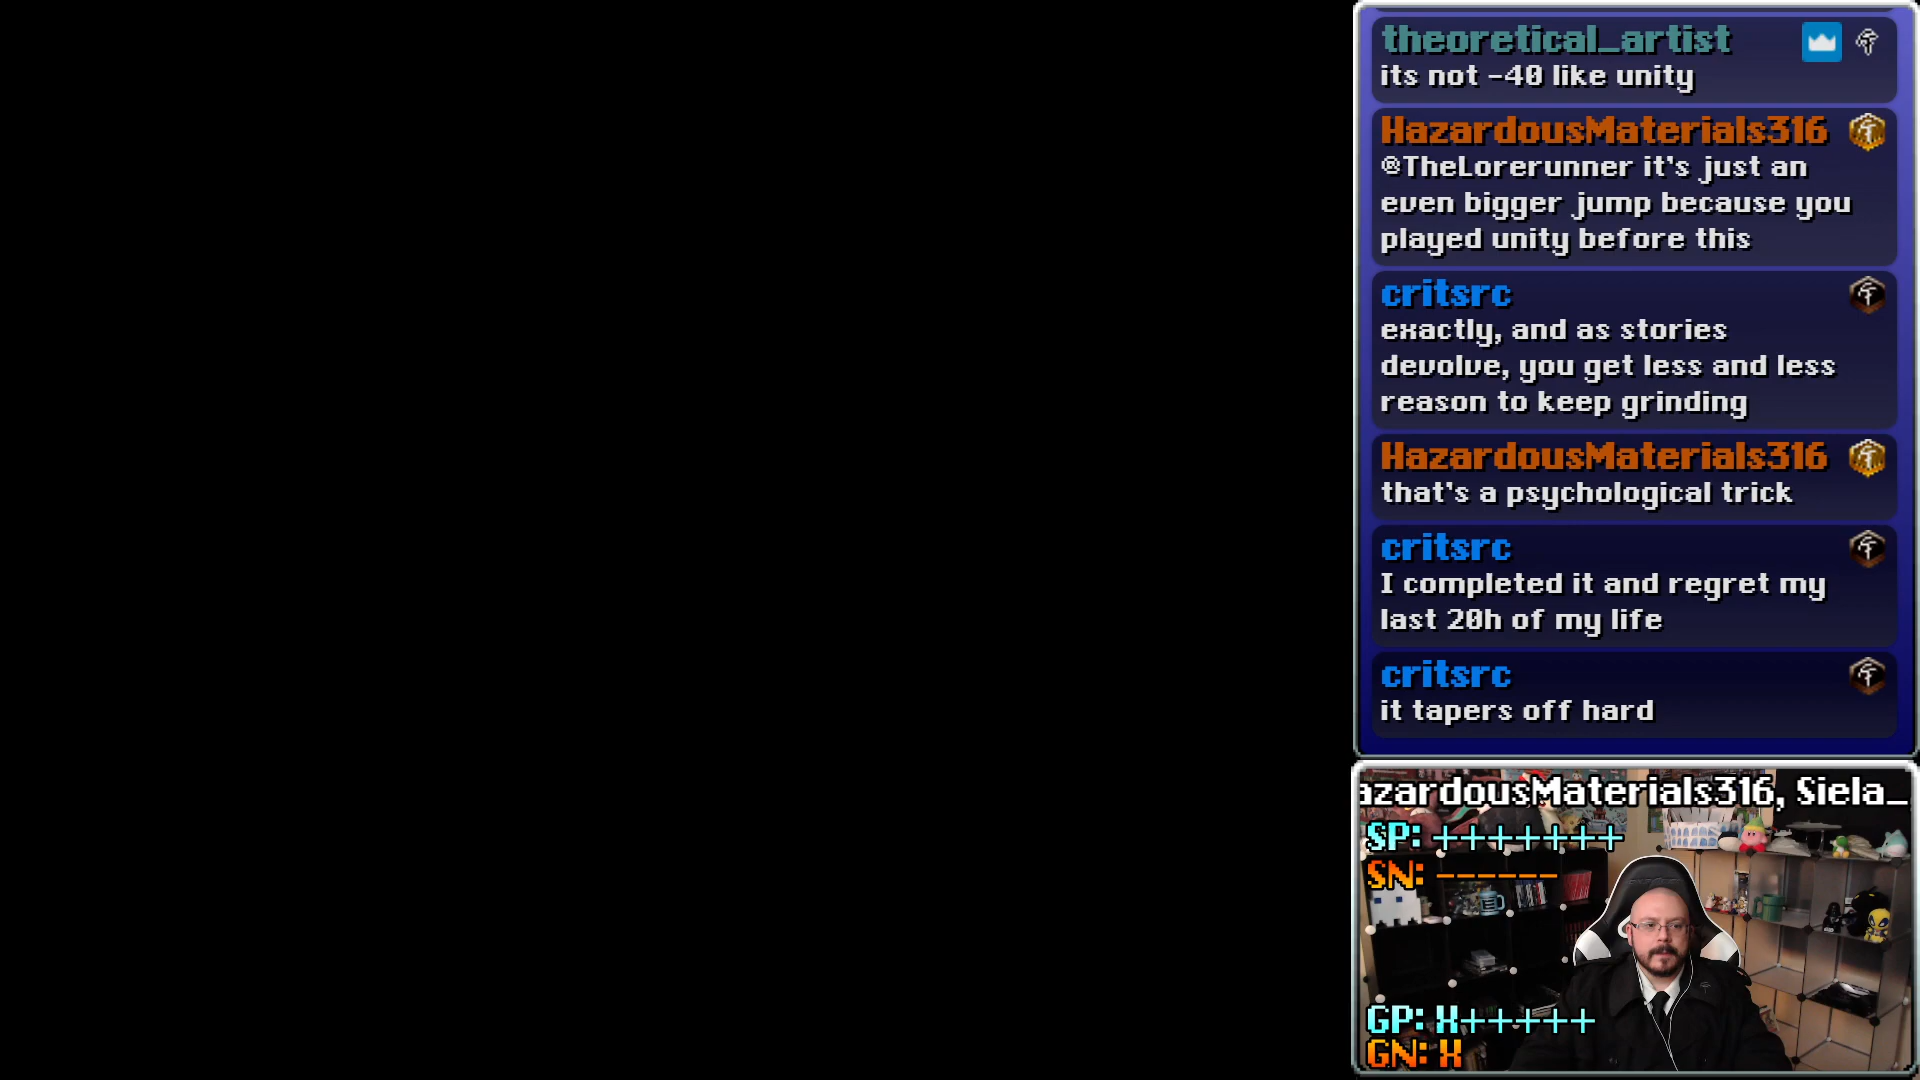 theoretical_artist
its not -40 like unity
HazardousMaterials316
@TheLorerunner it's just an
even bigger jump because you
played unity before this
critsrc
exactly, and as stories
devolve, you get less and less
reason to keep grinding
HazardousMaterials316
that's a psychological trick
critsrc
I completed it and regret my
last 20h of my life
critsrc
it tapers off hard
azardousMaterials316, Siela_
SP: +++++++
SN: ------
GP: X+++++
GN: X